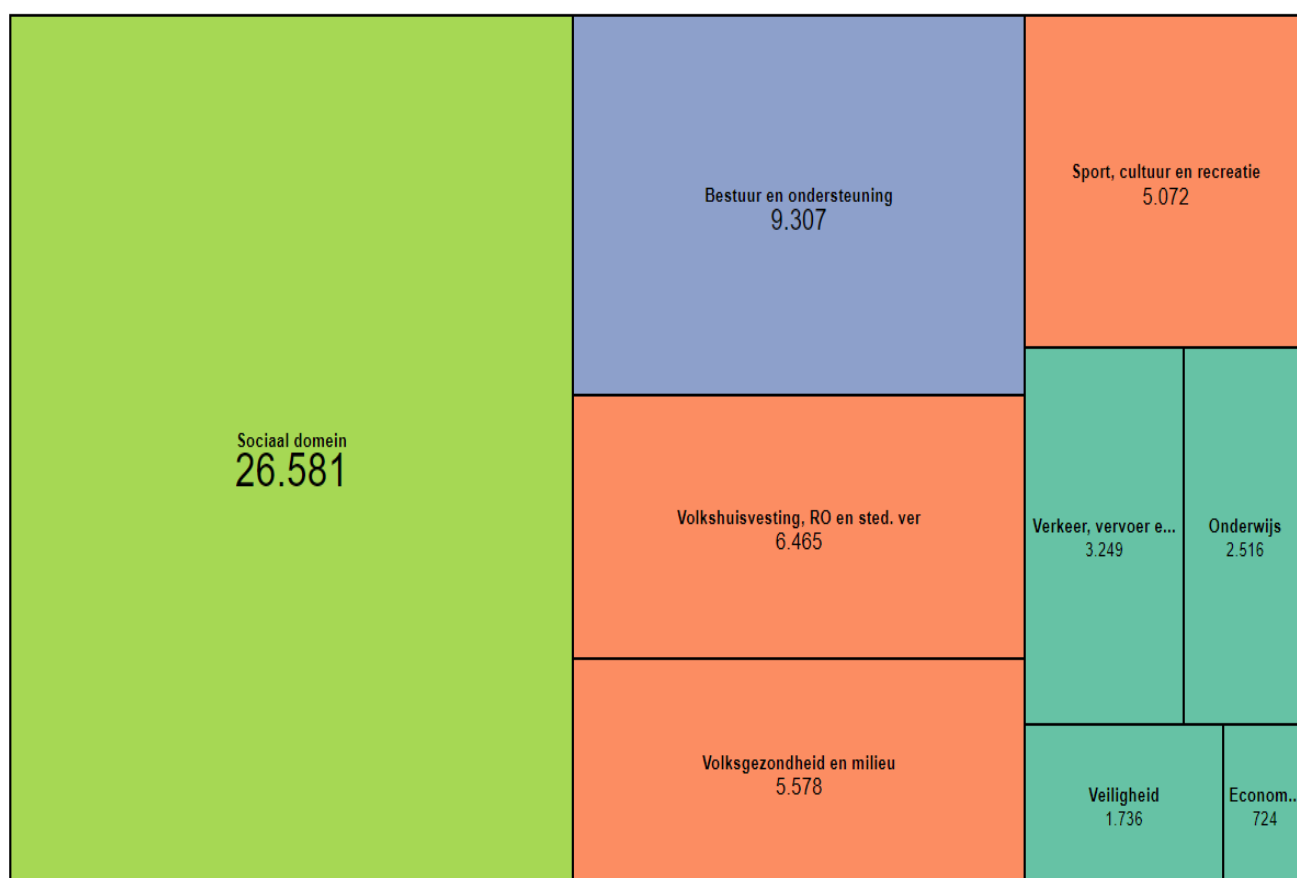 Sociaal domein
26.581
Bestuur en ondersteuning
9.307
Volkshuisvesting, RO en sted. ver
6.465
Volksgezondheid en milieu
5.578
Sport, cultuur en recreatie
5.072
Verkeer, vervoer e...
3.249
Onderwijs
2.516
Veiligheid
1.736
Econom...
724